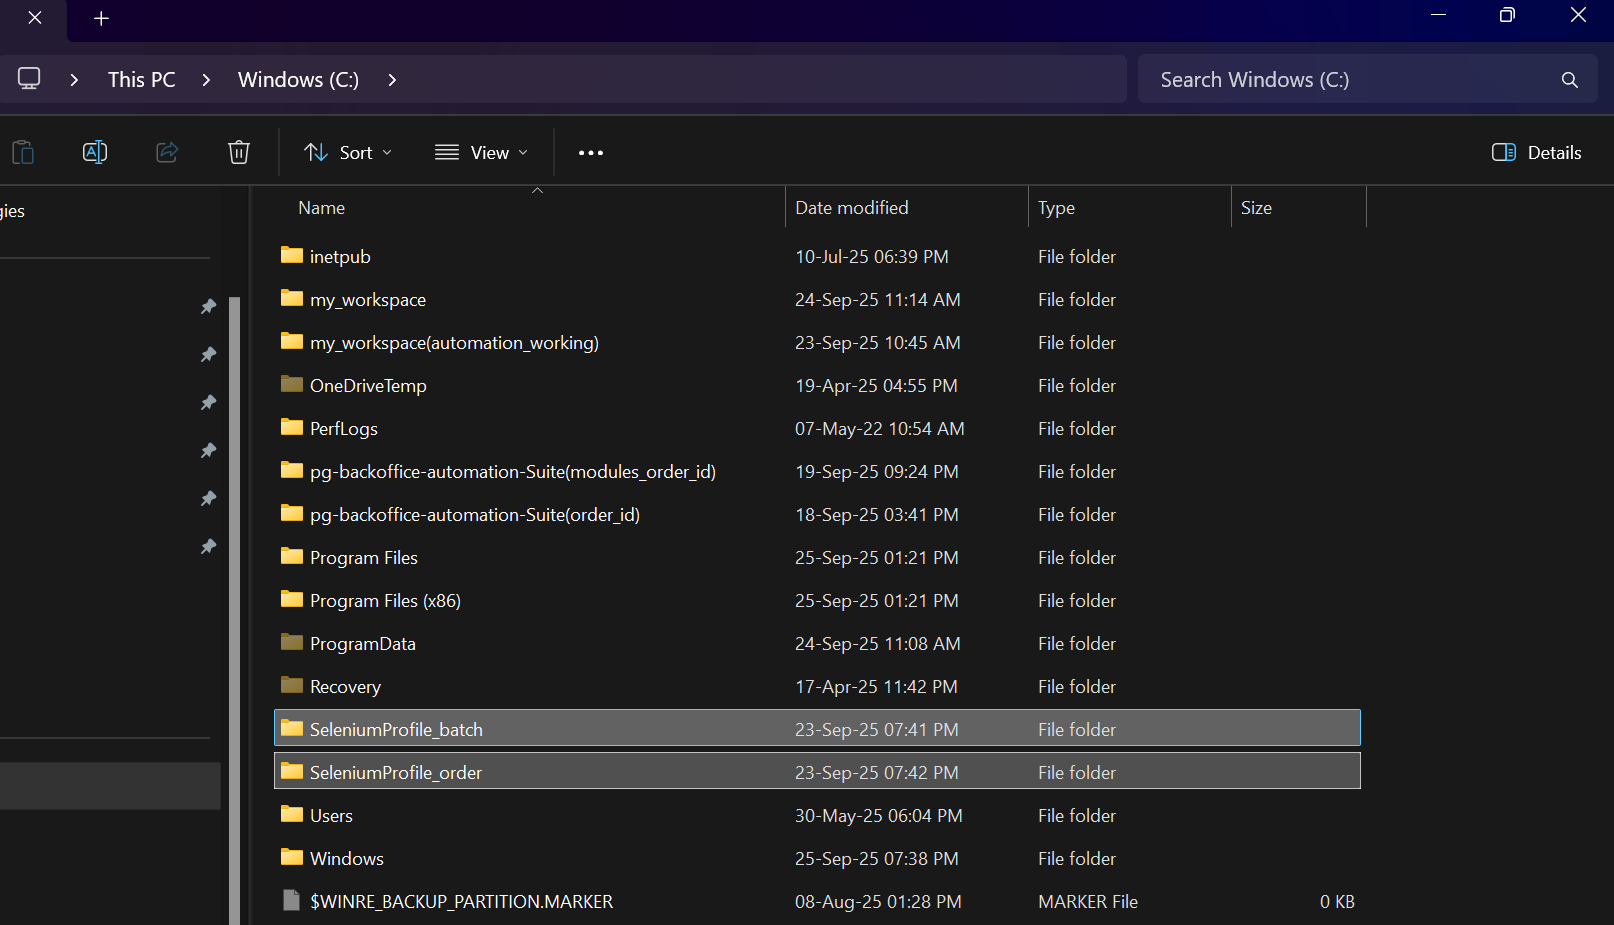 This PC > Windows (C:) >
Search Windows (C:)
Sort
View
Details
gies
Name Date modified Type Size
inetpub 10-Jul-25 06:39 PM File folder
my_workspace 24-Sep-25 11:14 AM File folder
my_workspace(automation_working) 23-Sep-25 10:45 AM File folder
OneDriveTemp 19-Apr-25 04:55 PM File folder
PerfLogs 07-May-22 10:54 AM File folder
pg-backoffice-automation-Suite(modules_order_id) 19-Sep-25 09:24 PM File folder
pg-backoffice-automation-Suite(order_id) 18-Sep-25 03:41 PM File folder
Program Files 25-Sep-25 01:21 PM File folder
Program Files (x86) 25-Sep-25 01:21 PM File folder
ProgramData 24-Sep-25 11:08 AM File folder
Recovery 17-Apr-25 11:42 PM File folder
SeleniumProfile_batch 23-Sep-25 07:41 PM File folder
SeleniumProfile_order 23-Sep-25 07:42 PM File folder
Users 30-May-25 06:04 PM File folder
Windows 25-Sep-25 07:38 PM File folder
$WINRE_BACKUP_PARTITION.MARKER 08-Aug-25 01:28 PM MARKER File 0 KB